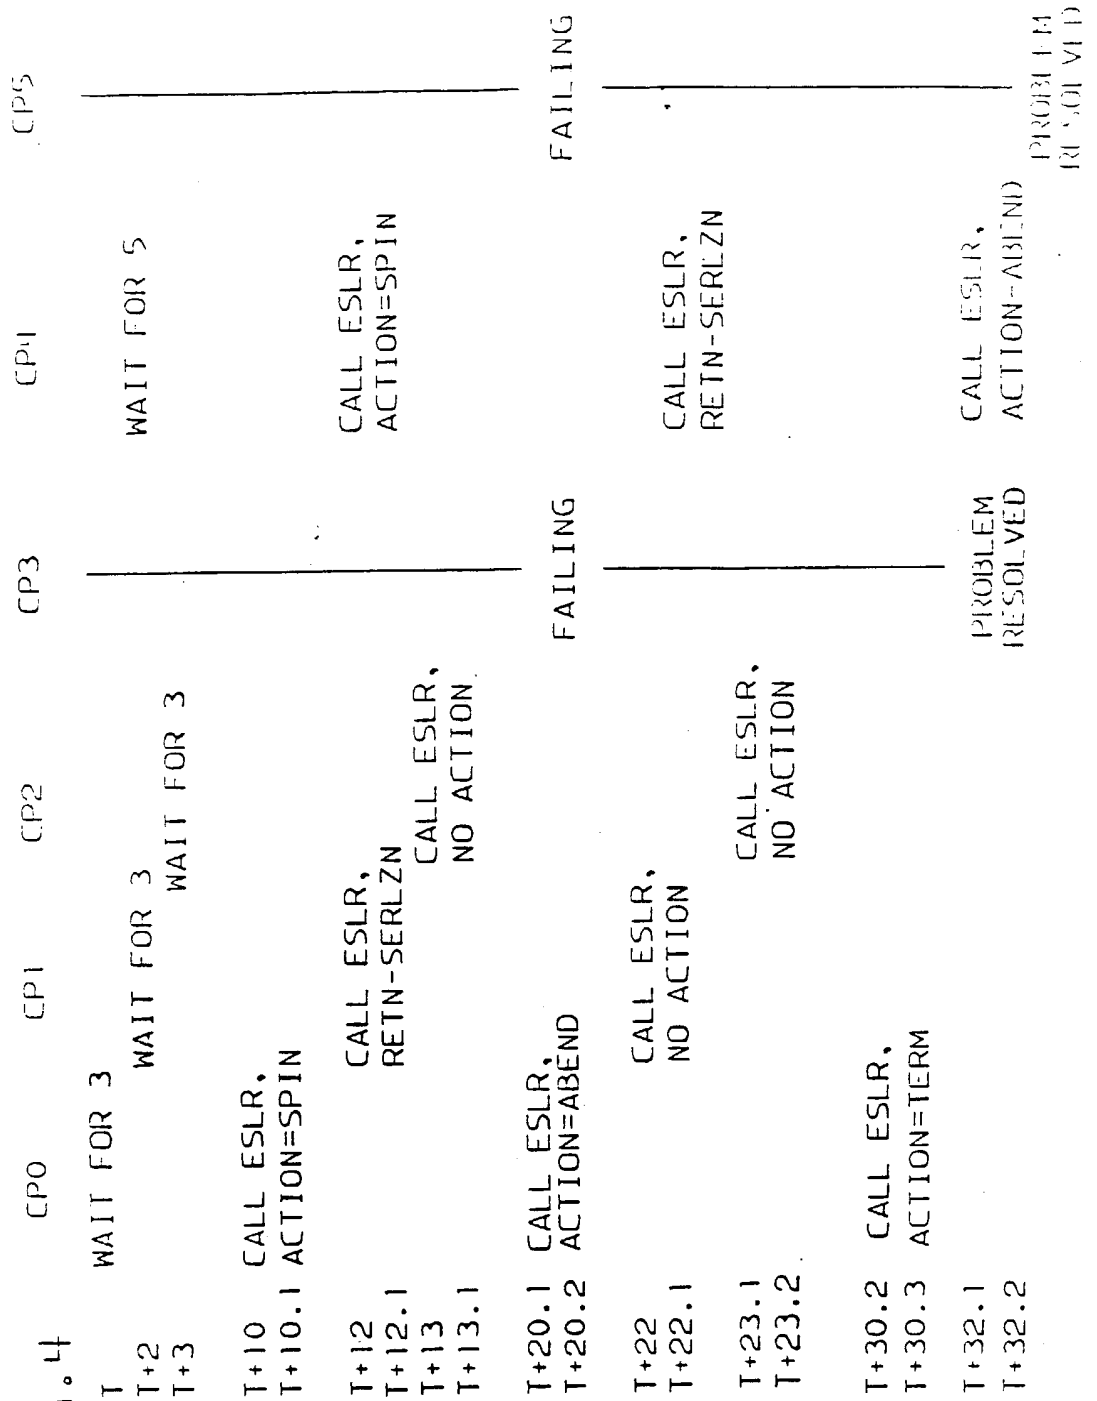 .4
CP0 CP1 CP2 CP3 CP4 CP5
T WAIT FOR 3
T+2 WAIT FOR 3 WAIT FOR 5
T+3 WAIT FOR 3
T+10 CALL ESLR,
T+10.1 ACTION=SPIN
T+12 CALL ESLR, CALL ESLR,
T+12.1 RETN-SERLZN ACTION=SPIN
T+13 CALL ESLR,
T+13.1 NO ACTION
T+20.1 CALL ESLR, FAILING FAILING
T+20.2 ACTION=ABEND
T+22 CALL ESLR, CALL ESLR,
T+22.1 NO ACTION RETN-SERLZN
T+23.1 CALL ESLR,
T+23.2 NO ACTION
T+30.2 CALL ESLR,
T+30.3 ACTION=TERM
T+32.1 PROBLEM CALL ESLR,
T+32.2 RESOLVED ACTION-ABEND
PROBLEM
RESOLVED